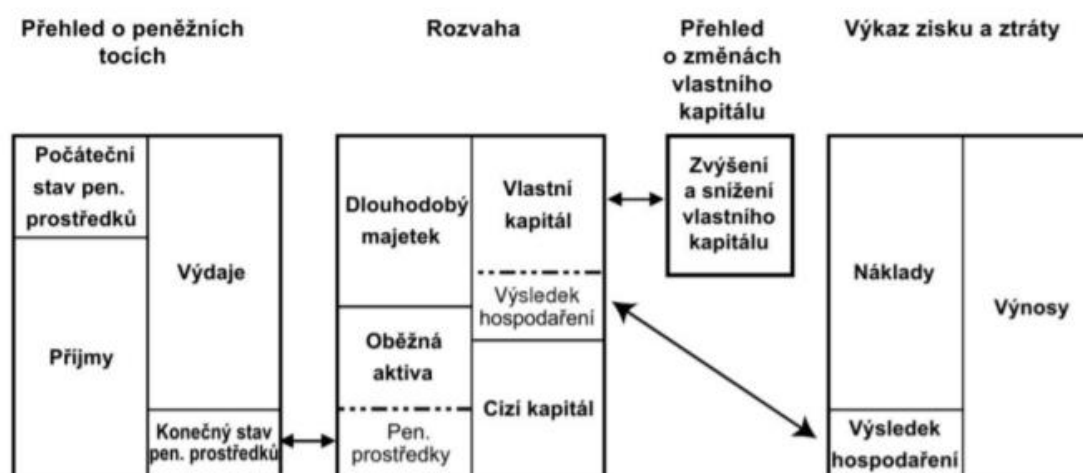 Přehled o peněžních
tocích
Počáteční
stav pen.
prostředků
Příjmy
Výdaje
Konečný stav
pen. prostředků
Rozvaha
Dlouhodobý
majetek
Oběžná
aktiva
Pen.
prostředky
Vlastní
kapitál
Výsledek
hospodaření
Cizí kapitál
Přehled
o změnách
vlastního
kapitálu
Zvýšení
a snížení
vlastního
kapitálu
Výkaz zisku a ztráty
Náklady
Výsledek
hospodaření
Výnosy